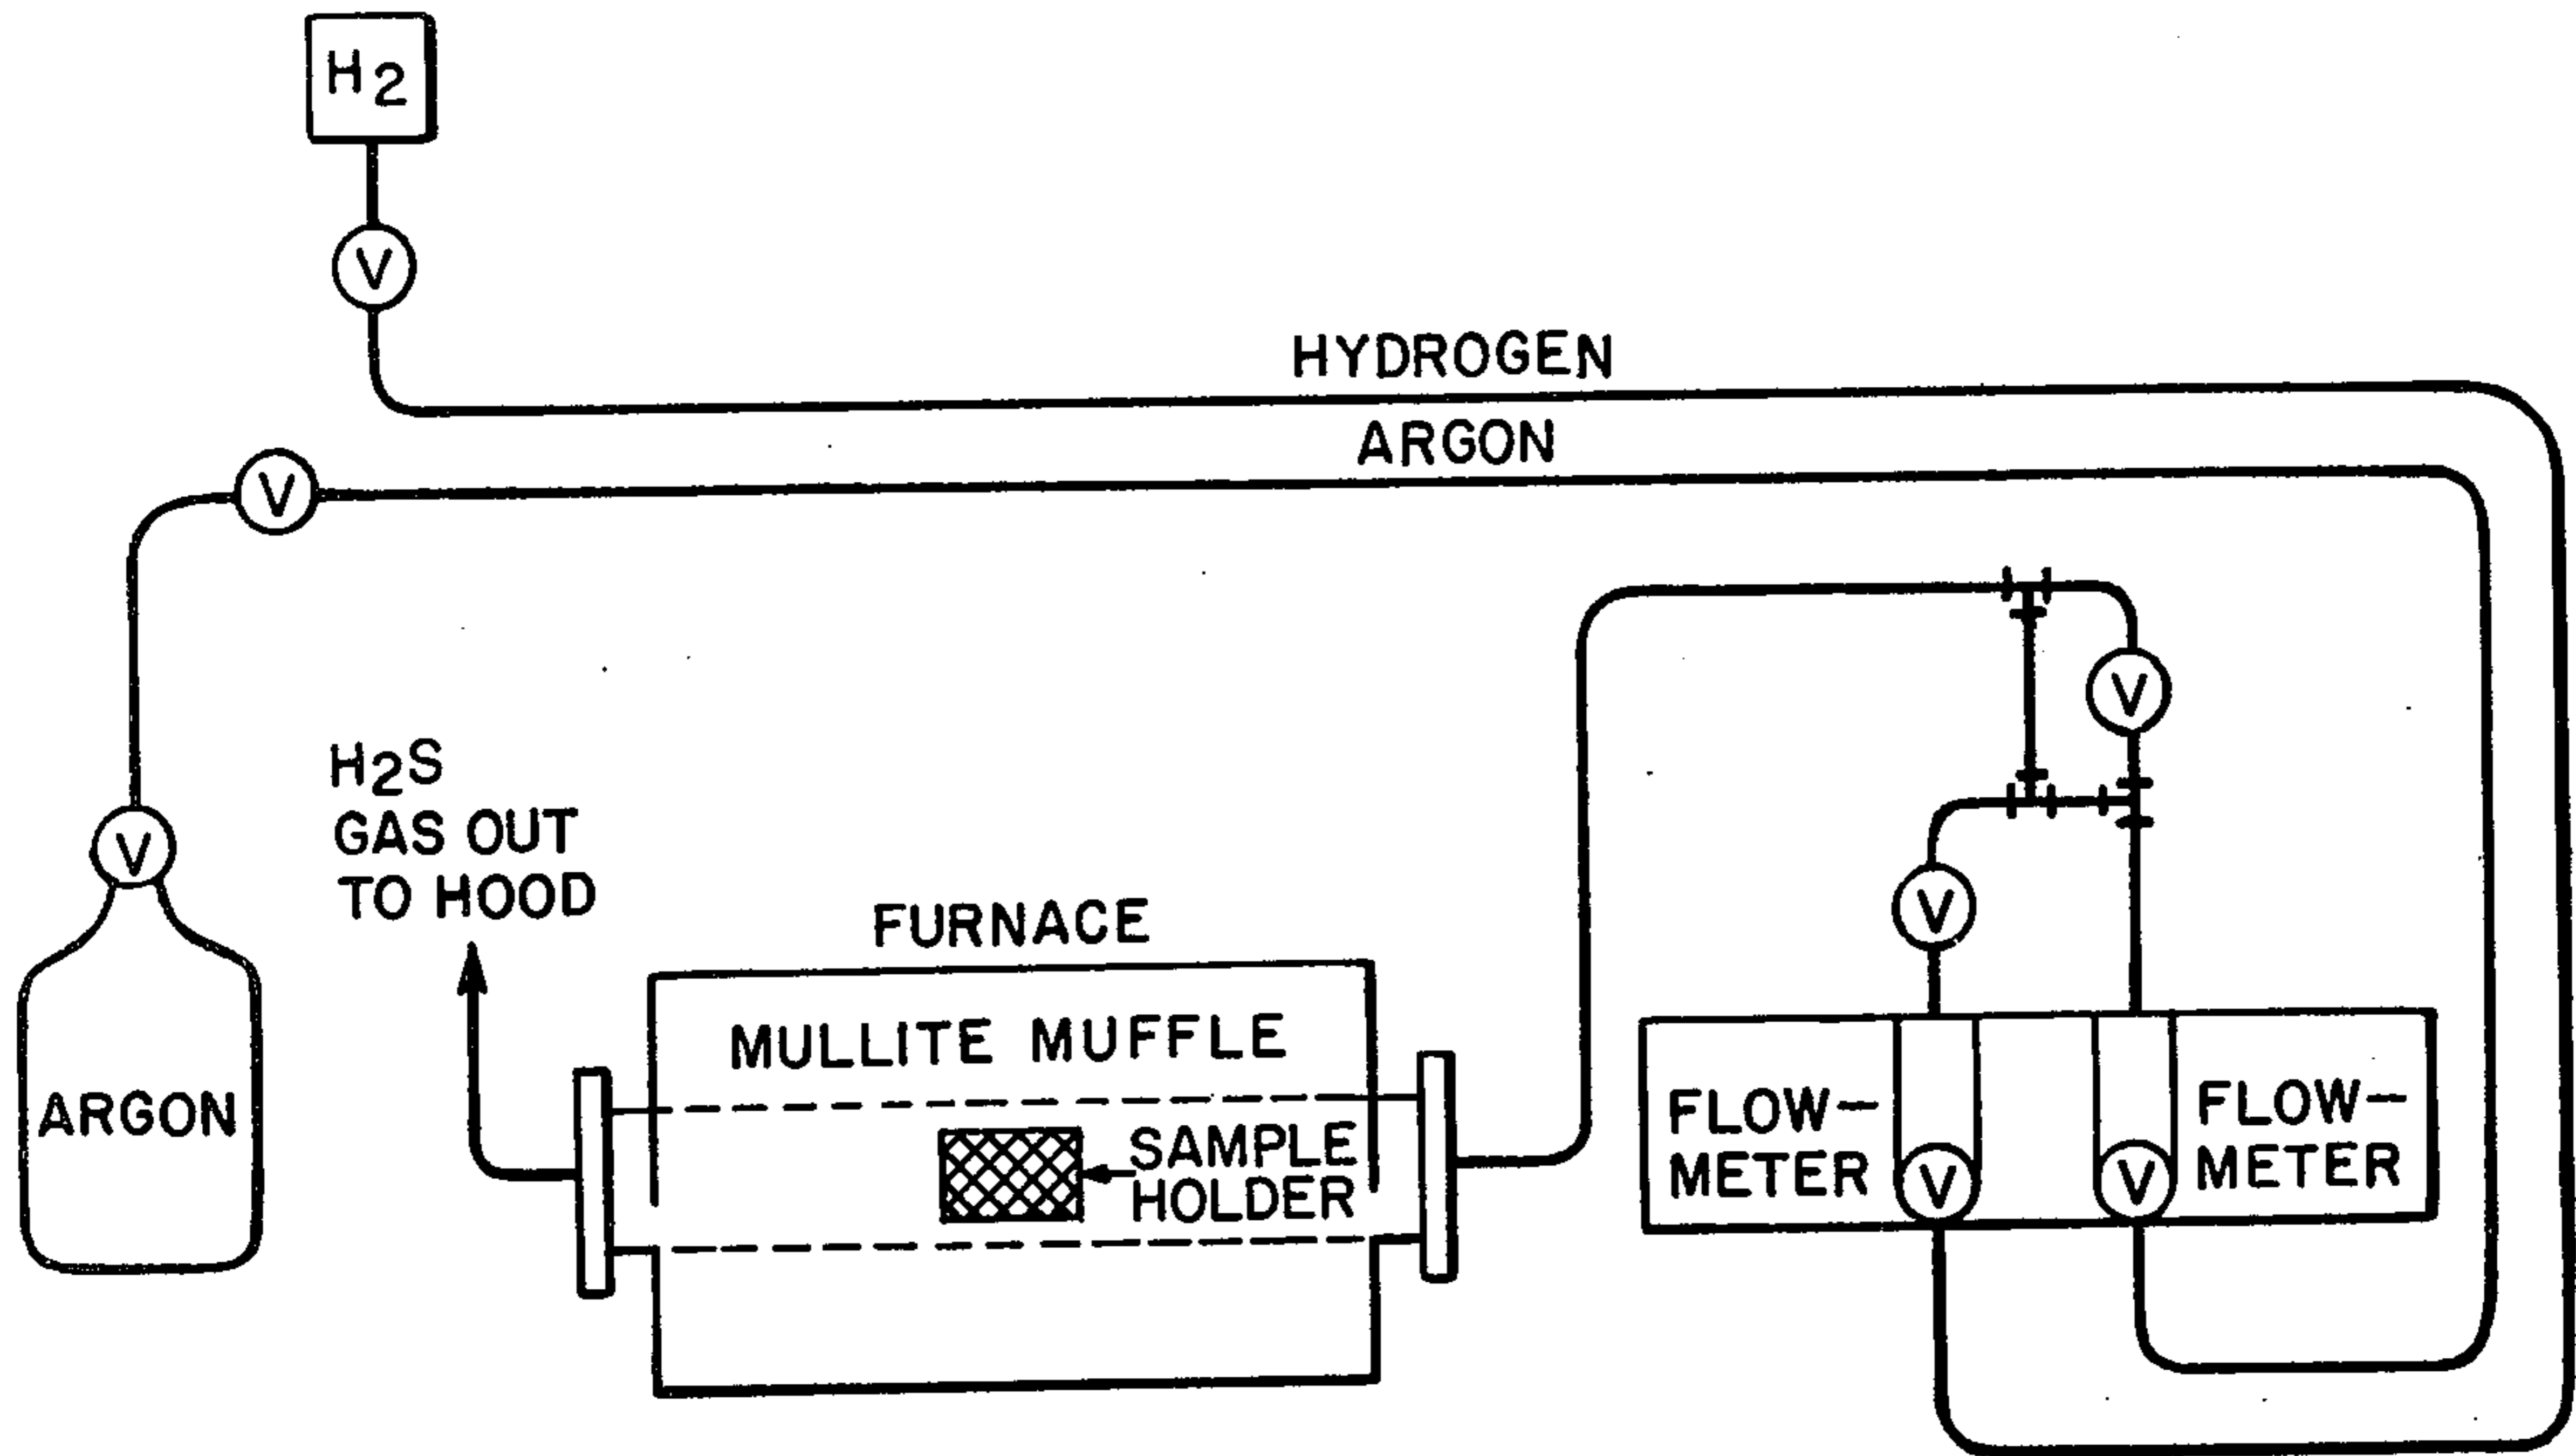 H2
V
HYDROGEN
ARGON
V
V
H2S
GAS OUT
TO HOOD
V
V
FURNACE
MULLITE MUFFLE
ARGON
SAMPLE
HOLDER
FLOW–
METER
V
V
FLOW–
METER